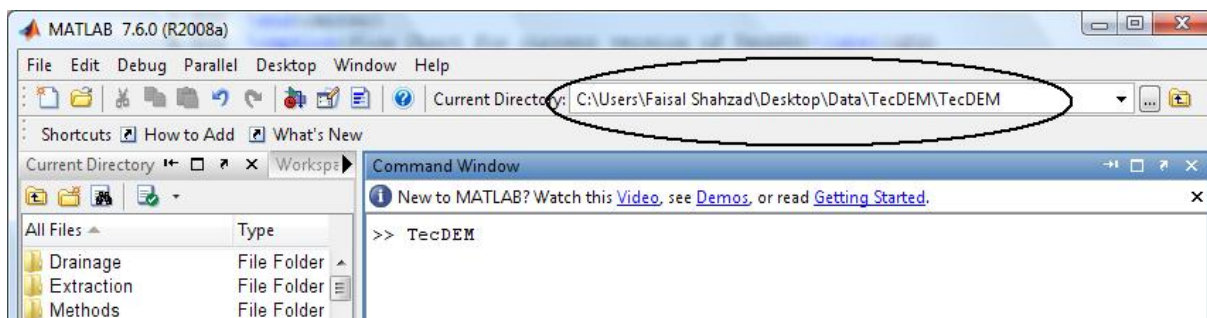 MATLAB 7.6.0 (R2008a)
File Edit Debug Parallel Desktop Window Help
Current Directory: C:\Users\Faisal Shahzad\Desktop\Data\TecDEM\TecDEM
Shortcuts How to Add What's New
Current Directory Workspa
Command Window
New to MATLAB? Watch this Video, see Demos, or read Getting Started.
All Files Type
>> TecDEM
Drainage File Folder
Extraction File Folder
Methods File Folder